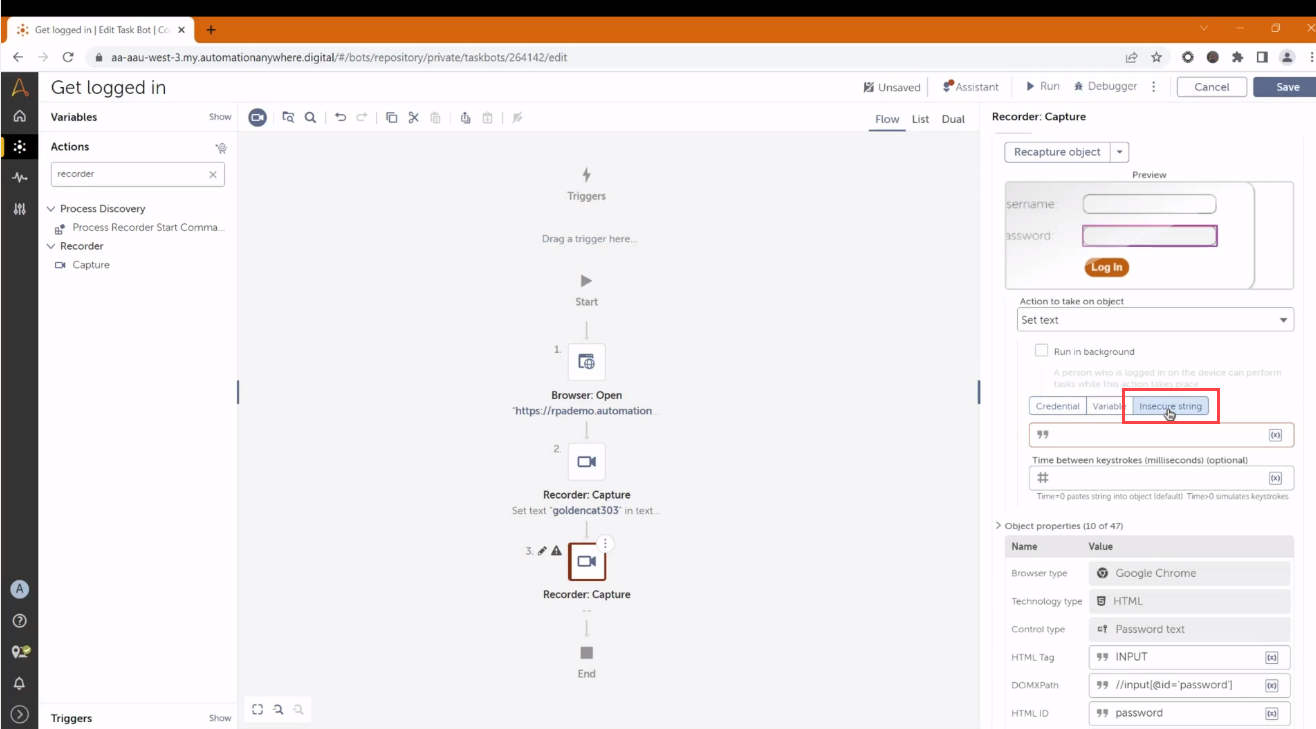 Get logged in | Edit Task Bot | Co
aa-aau-west-3.my.automationanywhere.digital/#/bots/repository/private/taskbots/264142/edit
Get logged in
Unsaved
Assistant
Run
Debugger
Cancel
Save
Variables
Show
Actions
recorder
Process Discovery
Process Recorder Start Comma...
Recorder
Capture
Triggers
Show
Flow
List
Dual
Triggers
Drag a trigger here...
Start
1.
Browser: Open
"https://rpademo.automation...
2.
Recorder: Capture
Set text "goldencat303" in text...
3.
Recorder: Capture
--
End
Recorder: Capture
Recapture object
Preview
sername:
assword:
Log In
Action to take on object
Set text
Run in background
A person who is logged in on the device can perform
tasks while this action takes place
Credential
Variable
Insecure string
(x)
Time between keystrokes (milliseconds) (optional)
(x)
Time=0 pastes string into object (default). Time>0 simulates keystrokes
Object properties (10 of 47)
Name Value
Browser type Google Chrome
Technology type HTML
Control type Password text
HTML Tag INPUT (x)
DOMXPath //input[@id='password'] (x)
HTML ID password (x)
A